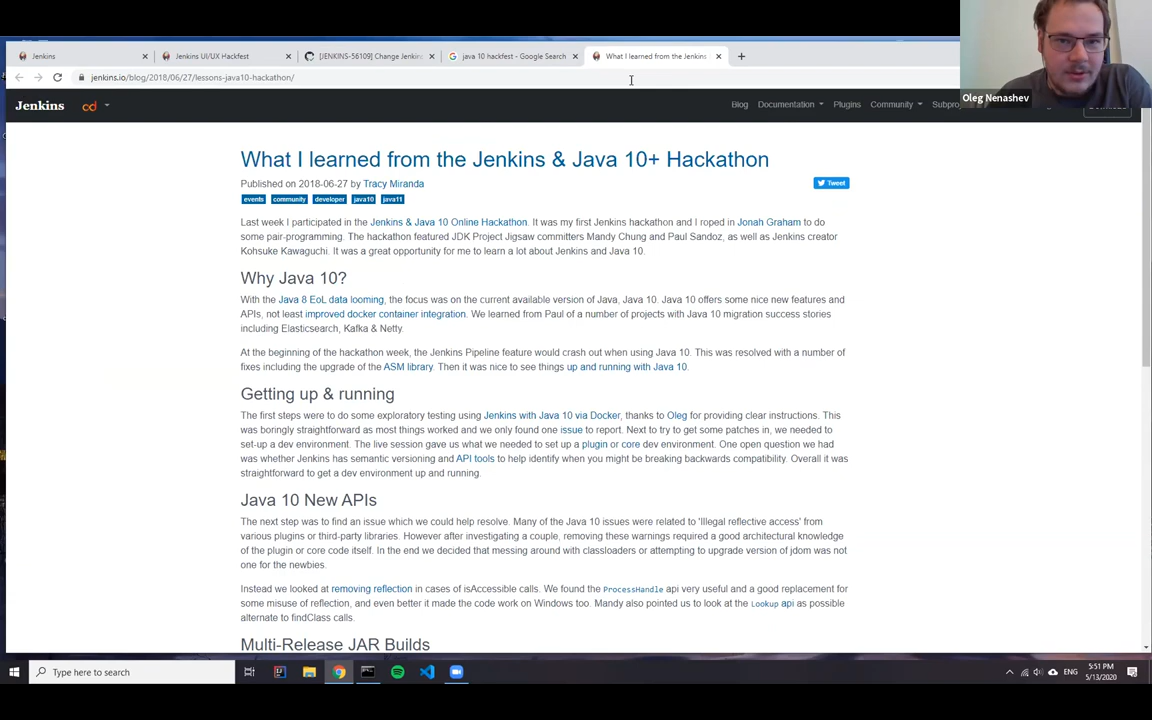 Jenkins
Jenkins UI/UX Hackfest
[JENKINS-56109] Change Jenkin
java 10 hackfest - Google Search
What I learned from the Jenkins
jenkins.io/blog/2018/06/27/lessons-java10-hackathon/
Oleg Nenashev
Jenkins
cd
Blog
Documentation
Plugins
Community
Subproj
What I learned from the Jenkins & Java 10+ Hackathon
Published on 2018-06-27 by Tracy Miranda
Tweet
events
community
developer
java10
java11
Last week I participated in the Jenkins & Java 10 Online Hackathon. It was my first Jenkins hackathon and I roped in Jonah Graham to do
some pair-programming. The hackathon featured JDK Project Jigsaw committers Mandy Chung and Paul Sandoz, as well as Jenkins creator
Kohsuke Kawaguchi. It was a great opportunity for me to learn a lot about Jenkins and Java 10.
Why Java 10?
With the Java 8 EoL data looming, the focus was on the current available version of Java, Java 10. Java 10 offers some nice new features and
APIs, not least improved docker container integration. We learned from Paul of a number of projects with Java 10 migration success stories
including Elasticsearch, Kafka & Netty.
At the beginning of the hackathon week, the Jenkins Pipeline feature would crash out when using Java 10. This was resolved with a number of
fixes including the upgrade of the ASM library. Then it was nice to see things up and running with Java 10.
Getting up & running
The first steps were to do some exploratory testing using Jenkins with Java 10 via Docker, thanks to Oleg for providing clear instructions. This
was boringly straightforward as most things worked and we only found one issue to report. Next to try to get some patches in, we needed to
set-up a dev environment. The live session gave us what we needed to set up a plugin or core dev environment. One open question we had
was whether Jenkins has semantic versioning and API tools to help identify when you might be breaking backwards compatibility. Overall it was
straightforward to get a dev environment up and running.
Java 10 New APIs
The next step was to find an issue which we could help resolve. Many of the Java 10 issues were related to 'Illegal reflective access' from
various plugins or third-party libraries. However after investigating a couple, removing these warnings required a good architectural knowledge
of the plugin or core code itself. In the end we decided that messing around with classloaders or attempting to upgrade version of jdom was not
one for the newbies.
Instead we looked at removing reflection in cases of isAccessible calls. We found the ProcessHandle api very useful and a good replacement for
some misuse of reflection, and even better it made the code work on Windows too. Mandy also pointed us to look at the Lookup api as possible
alternate to findClass calls.
Multi-Release JAR Builds
Type here to search
ENG
5:51 PM
5/13/2020